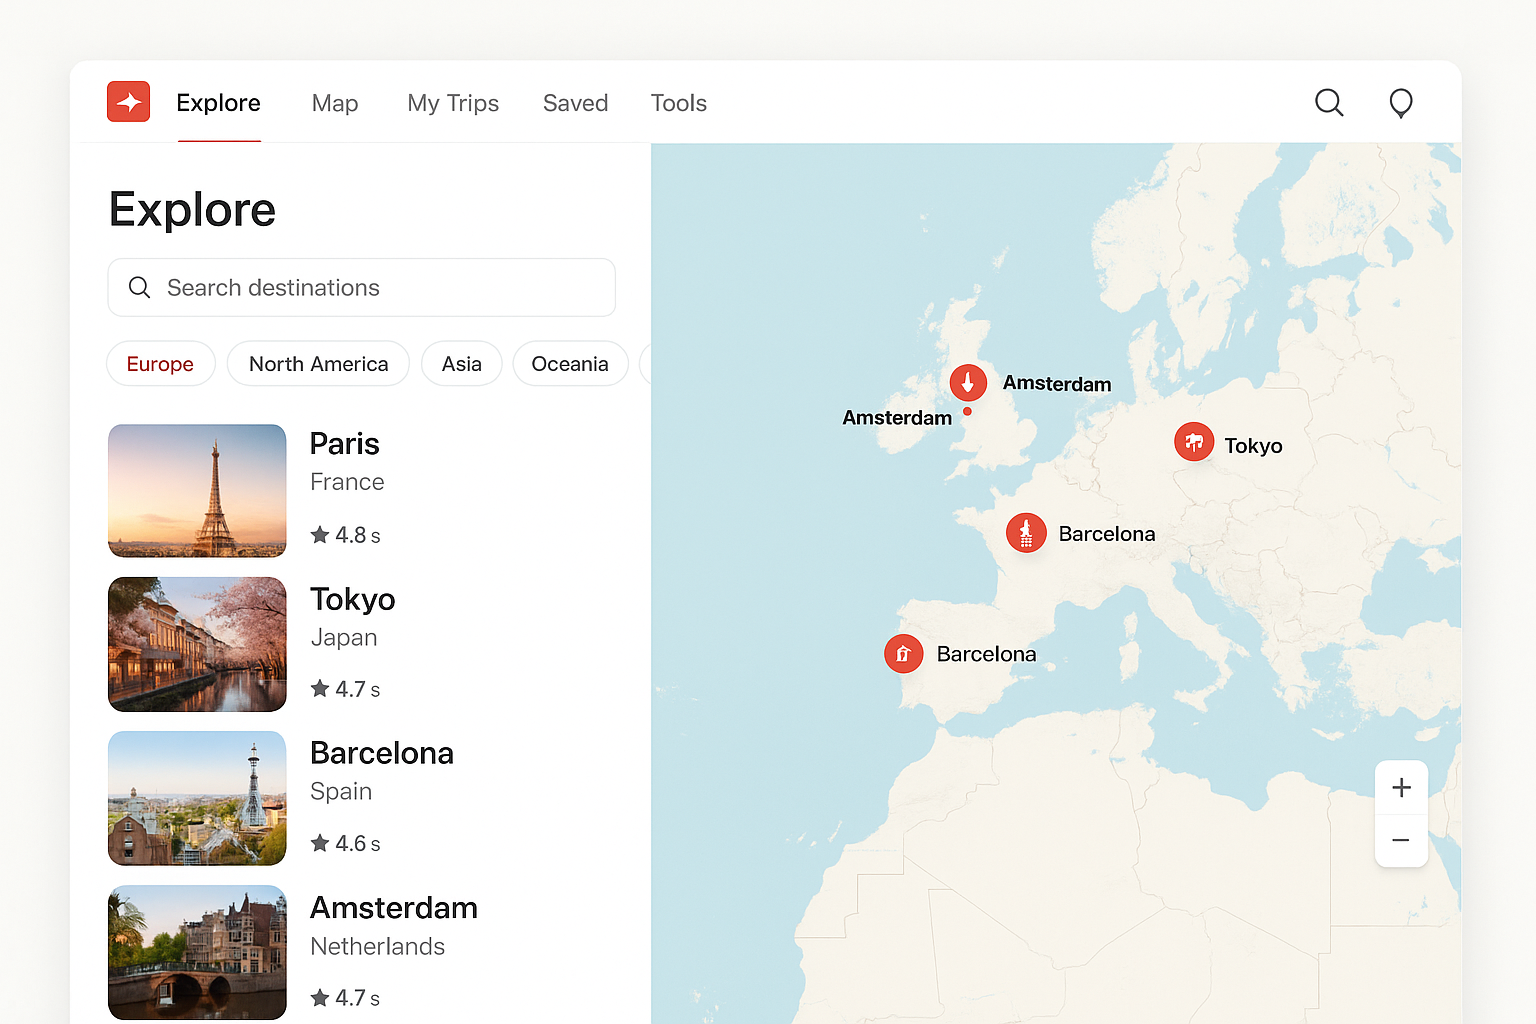 Explore Map My Trips Saved Tools
Explore
Search destinations
Europe North America Asia Oceania
Paris
France
★ 4.8 s
Tokyo
Japan
★ 4.7 s
Barcelona
Spain
★ 4.6 s
Amsterdam
Netherlands
★ 4.7 s
Amsterdam
Amsterdam
Tokyo
Barcelona
Barcelona
+
−